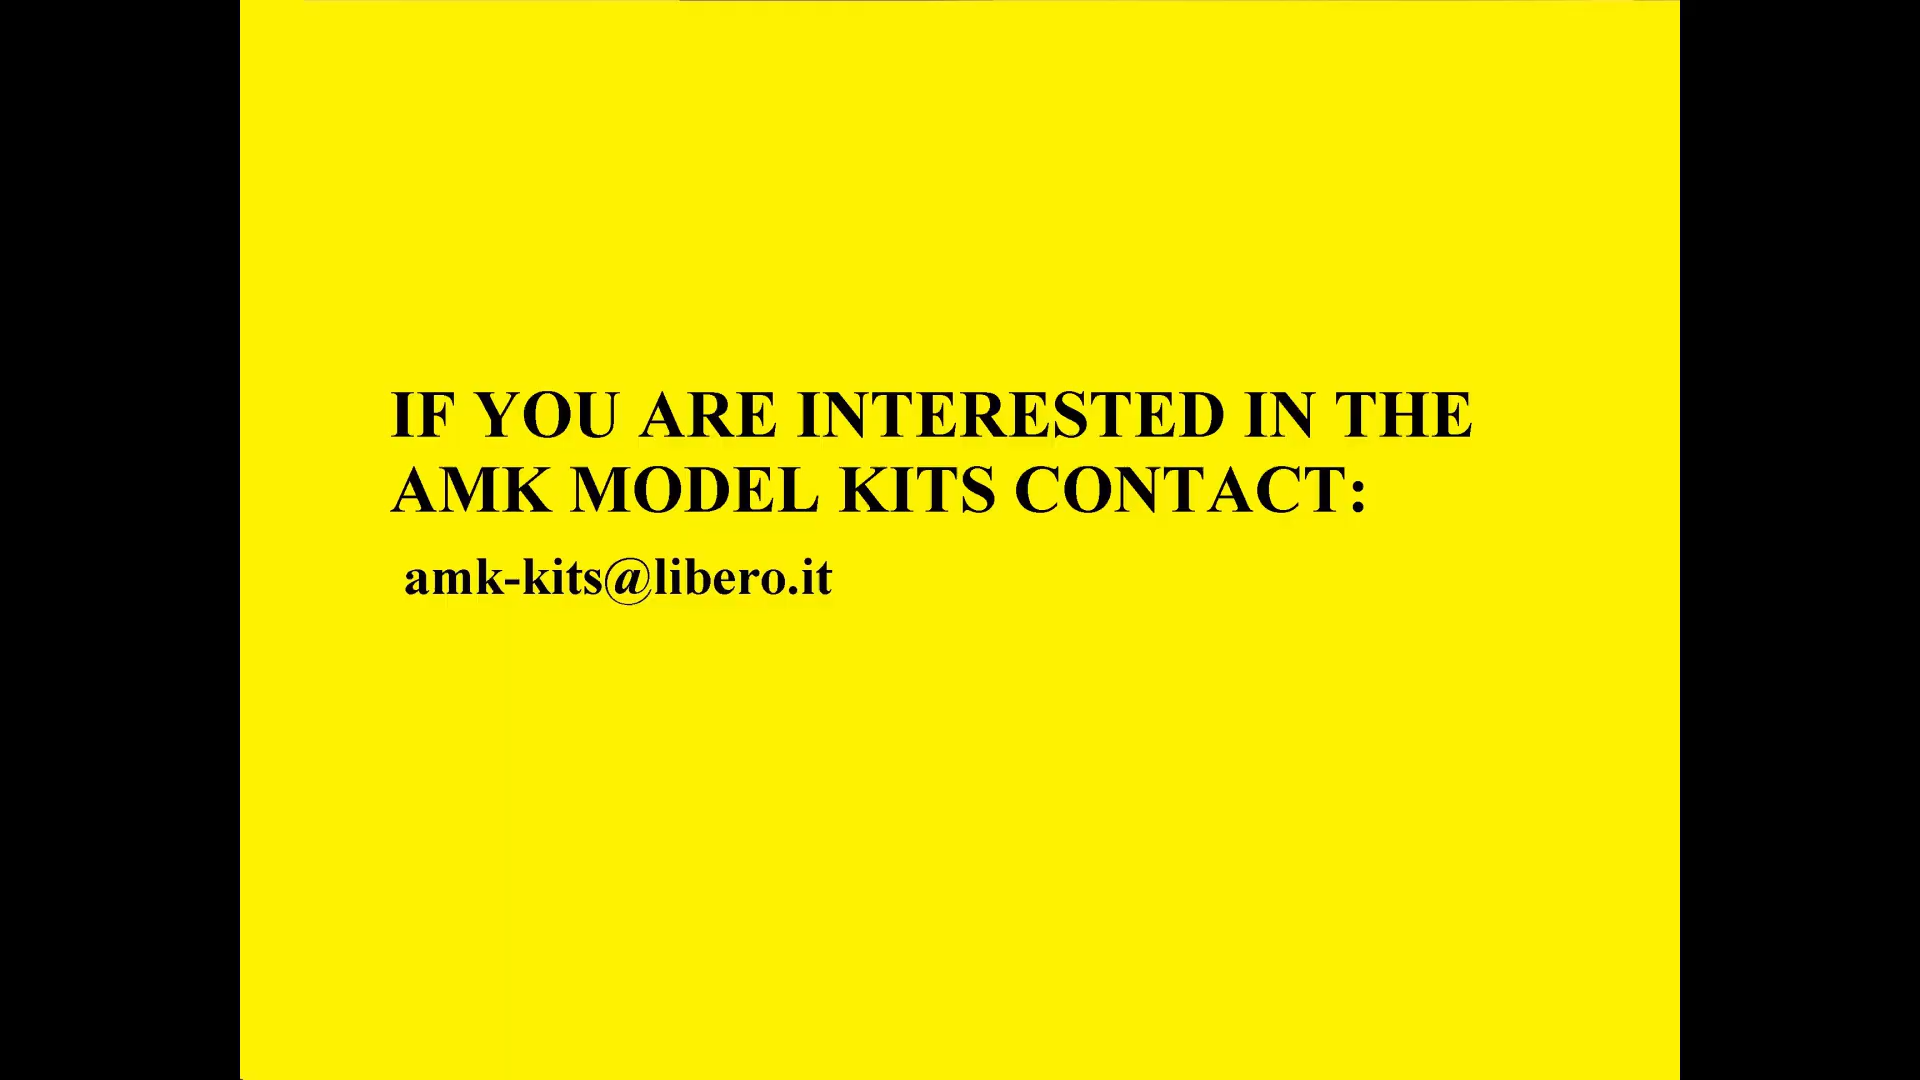 IF YOU ARE INTERESTED IN THE
AMK MODEL KITS CONTACT:
amk-kits@libero.it